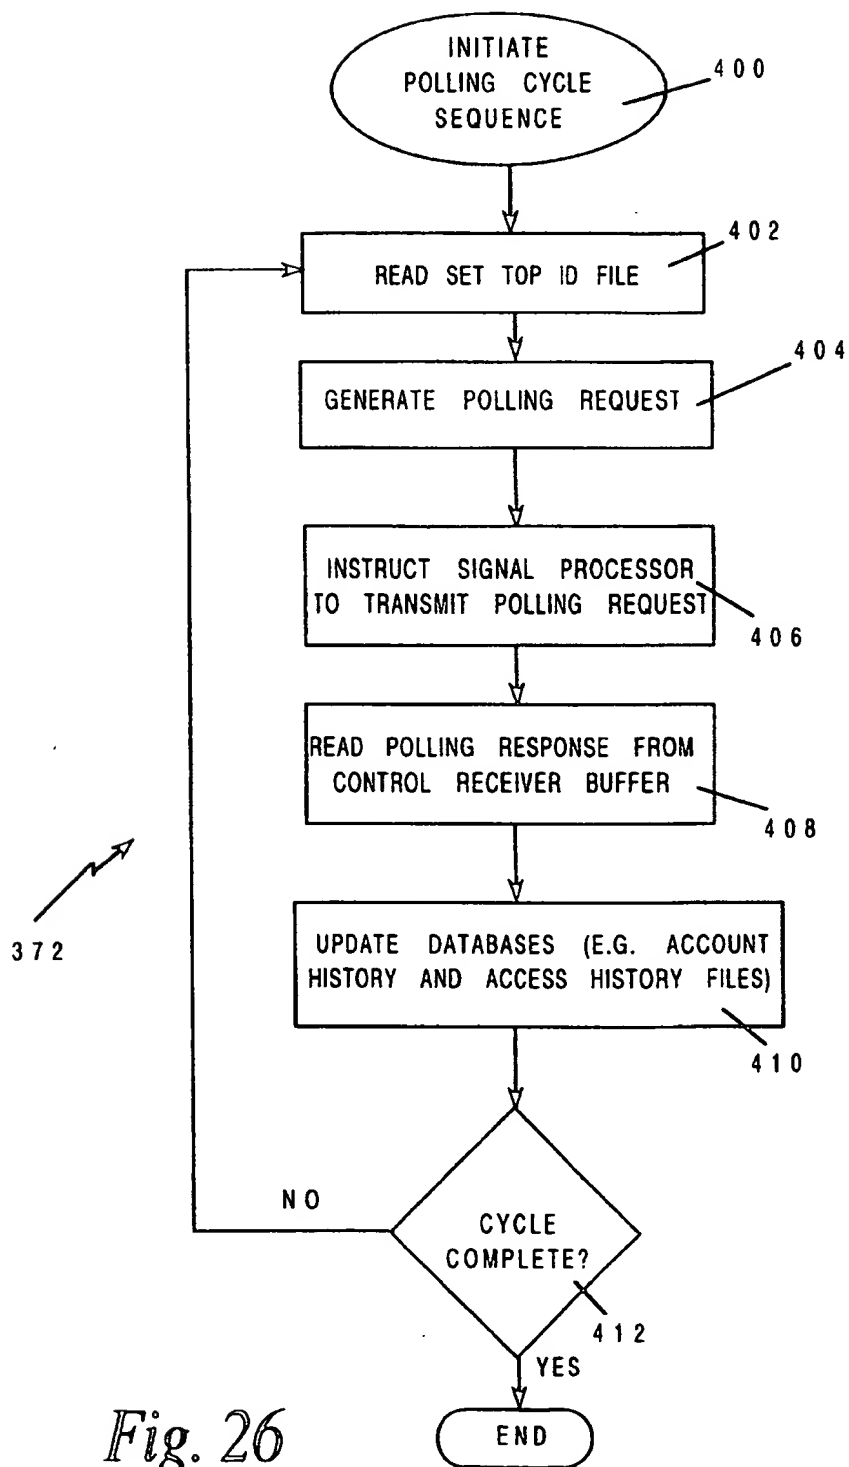 INITIATE
POLLING CYCLE
SEQUENCE
400
402
READ SET TOP ID FILE
404
GENERATE POLLING REQUEST
INSTRUCT SIGNAL PROCESSOR
TO TRANSMIT POLLING REQUEST
406
READ POLLING RESPONSE FROM
CONTROL RECEIVER BUFFER
408
372
UPDATE DATABASES (E.G. ACCOUNT
HISTORY AND ACCESS HISTORY FILES)
410
NO
CYCLE
COMPLETE?
412
YES
END
Fig. 26